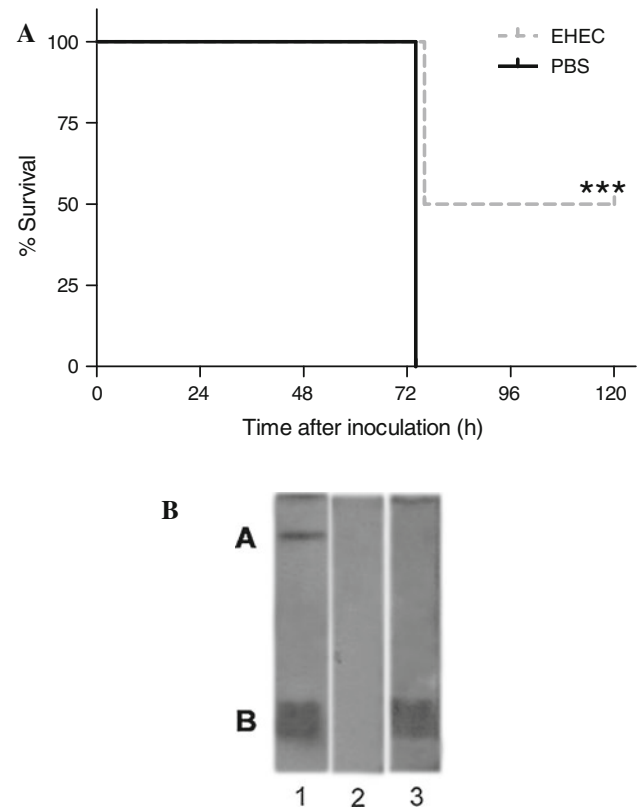 A
EHEC
PBS
100
75
50
25
0
% Survival
***
0 24 48 72 96 120
Time after inoculation (h)
B
A
B
1 2 3